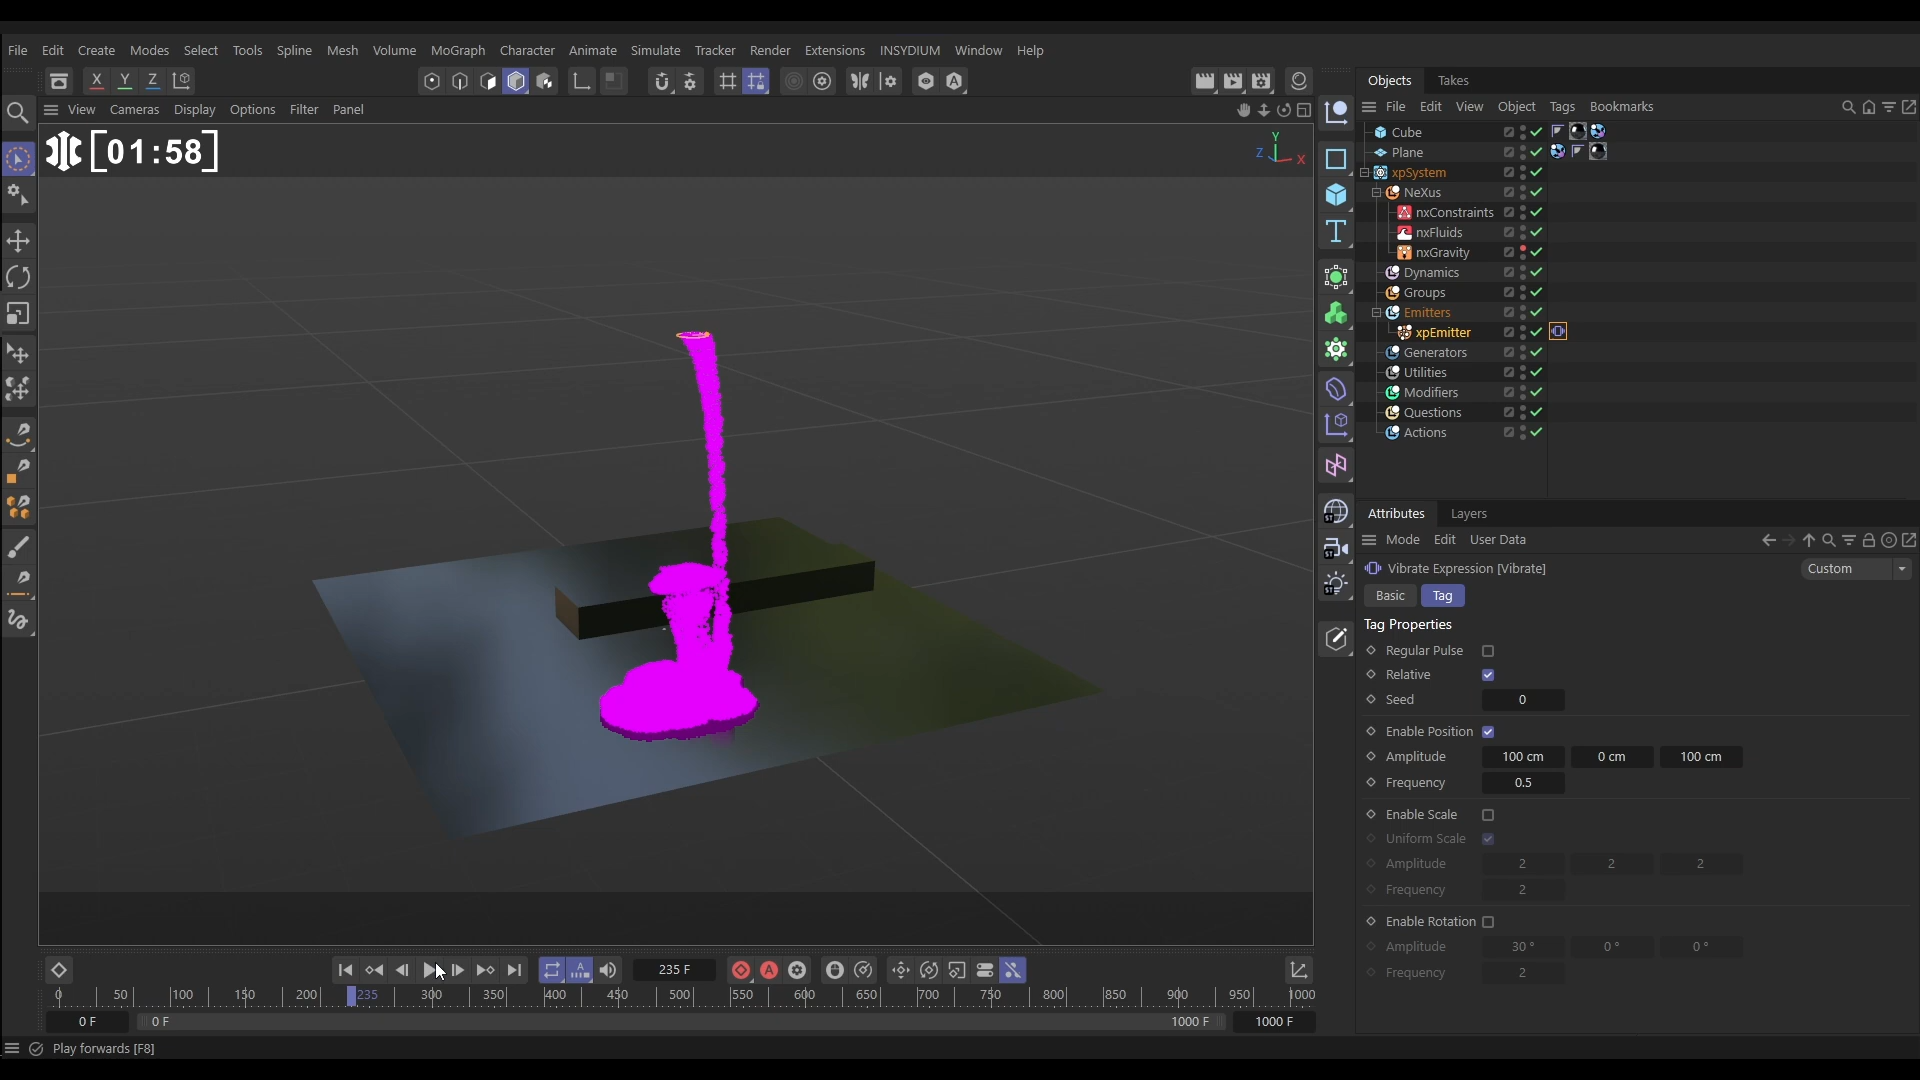 File Edit Create Modes Select Tools Spline Mesh Volume MoGraph Character Animate Simulate Tracker Render Extensions INSYDIUM Window Help
X Y Z
View Cameras Display Options Filter Panel
[01:58]
Y
Z X
Objects Takes
File Edit View Object Tags Bookmarks
Cube
Plane
xpSystem
NeXus
nxConstraints
nxFluids
nxGravity
Dynamics
Groups
Emitters
xpEmitter
Generators
Utilities
Modifiers
Questions
Actions
Attributes Layers
Mode Edit User Data
Vibrate Expression [Vibrate] Custom
Basic Tag
Tag Properties
Regular Pulse
Relative
Seed 0
Enable Position
Amplitude 100 cm 0 cm 100 cm
Frequency 0.5
Enable Scale
Uniform Scale
Amplitude 2 2 2
Frequency 2
Enable Rotation
Amplitude 30 ° 0 ° 0 °
Frequency 2
235 F
0 50 100 150 200 235 300 350 400 450 500 550 600 650 700 750 800 850 900 950 1000
0 F 0 F 1000 F 1000 F
Play forwards [F8]